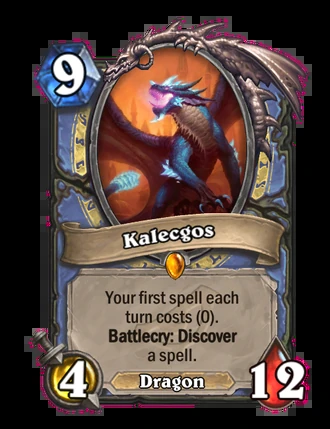 9
Kalecgos
Your first spell each
turn costs (0).
Battlecry: Discover
a spell.
4
Dragon
12